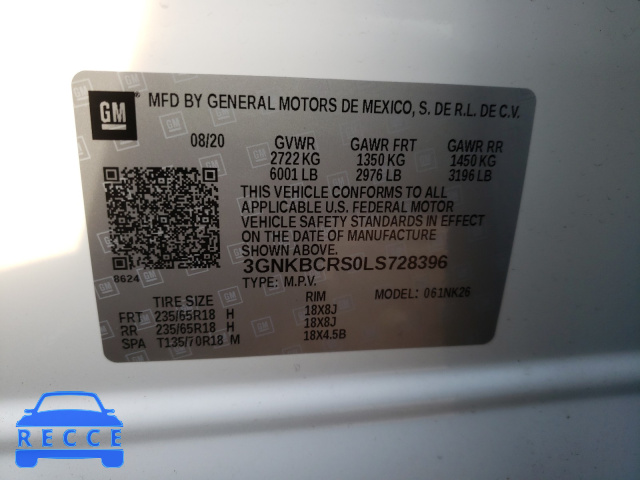 GM
MFD BY GENERAL MOTORS DE MEXICO, S. DE R.L. DE C.V.
08/20 GVWR GAWR FRT GAWR RR
2722 KG 1350 KG 1450 KG
6001 LB 2976 LB 3196 LB
THIS VEHICLE CONFORMS TO ALL
APPLICABLE U.S. FEDERAL MOTOR
VEHICLE SAFETY STANDARDS IN EFFECT
ON THE DATE OF MANUFACTURE
SHOWN ABOVE.
8624 3GNKBCRS0LS728396
TYPE: M.P.V. MODEL: 061NK26
TIRE SIZE RIM
FRT 235/65R18 H 18X8J
RR 235/65R18 H 18X8J
SPA T135/70R18 M 18X4.5B
RECCE